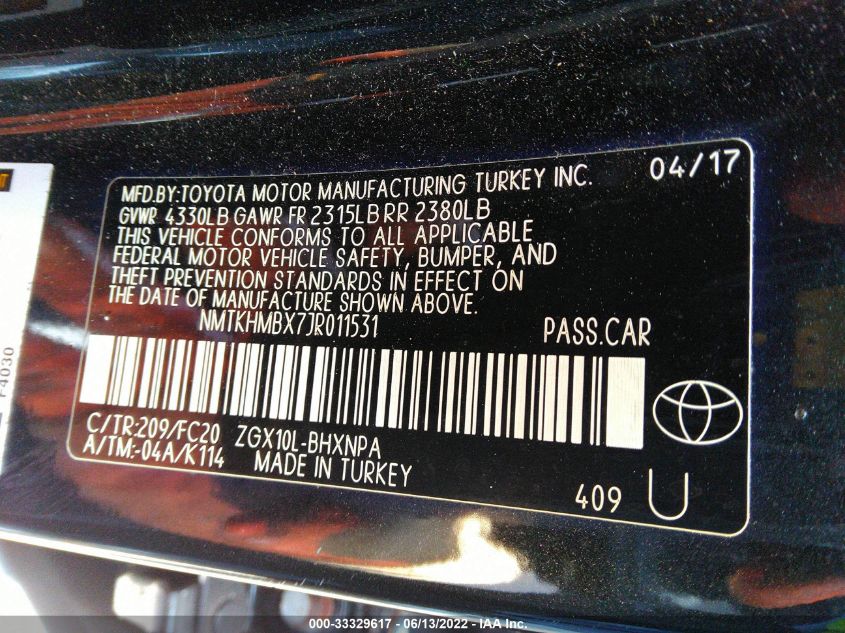 04/17
MFD.BY:TOYOTA MOTOR MANUFACTURING TURKEY INC.
GVWR 4330LB GAWR FR 2315LB RR 2380LB
THIS VEHICLE CONFORMS TO ALL APPLICABLE
FEDERAL MOTOR VEHICLE SAFETY, BUMPER, AND
THEFT PREVENTION STANDARDS IN EFFECT ON
THE DATE OF MANUFACTURE SHOWN ABOVE.
NMTKHMBX7JR011531 PASS.CAR
C/TR:209/FC20 ZGX10L-BHXNPA
A/TM:-04A/K114 MADE IN TURKEY
409 U
F4030
000-33329617 - 06/13/2022 - IAA Inc.